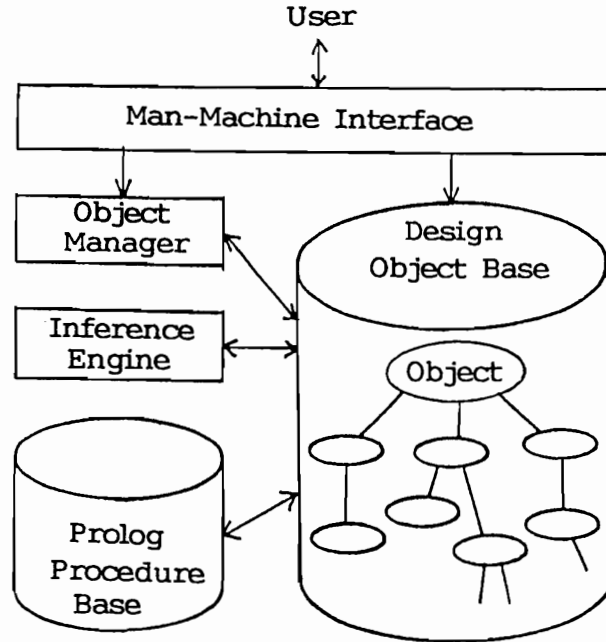 User
Man-Machine Interface
Object
Manager
Design
Object Base
Inference
Engine
Object
Prolog
Procedure
Base